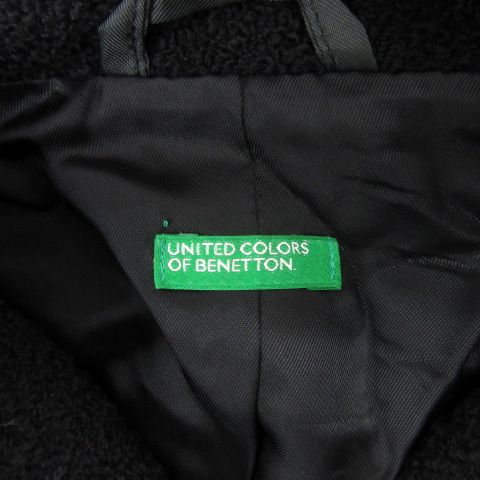 UNITED COLORS
OF BENETTON.